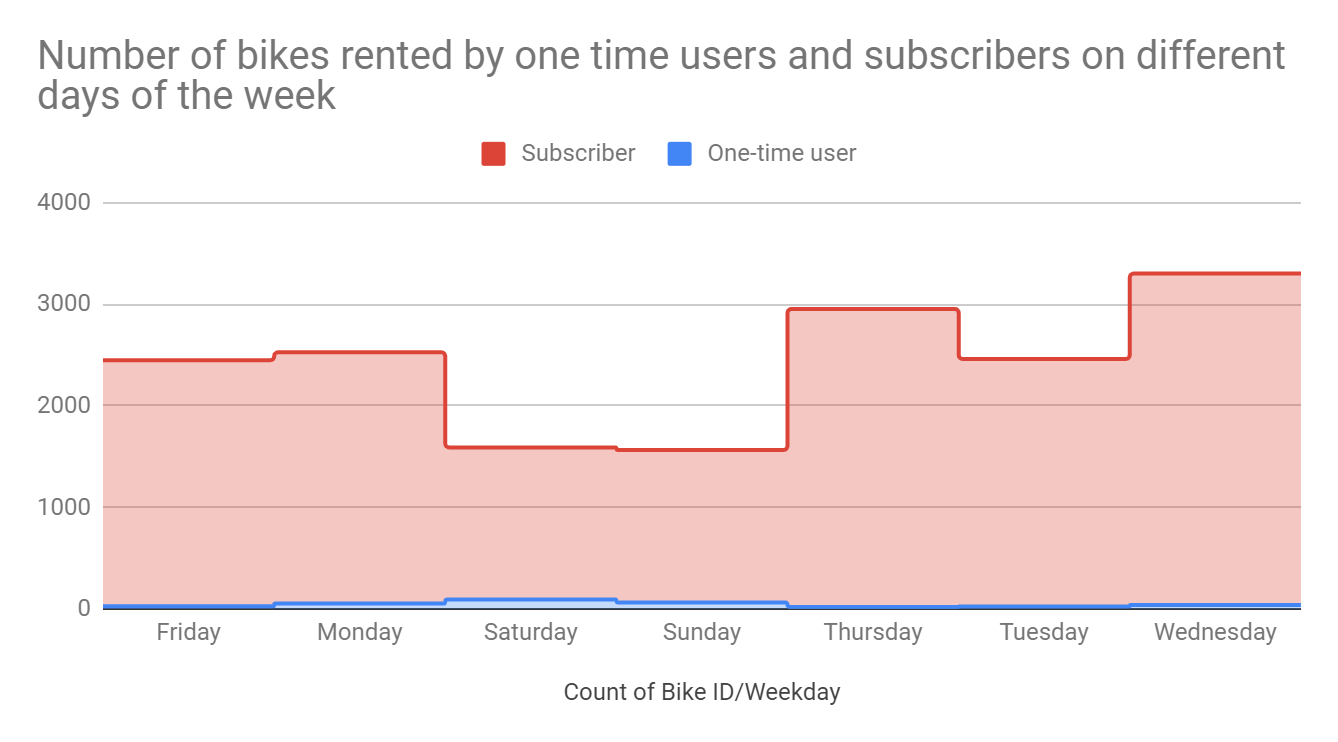 Number of bikes rented by one time users and subscribers on different
days of the week
Subscriber One-time user
4000
3000
2000
1000
0
Friday Monday Saturday Sunday Thursday Tuesday Wednesday
Count of Bike ID/Weekday